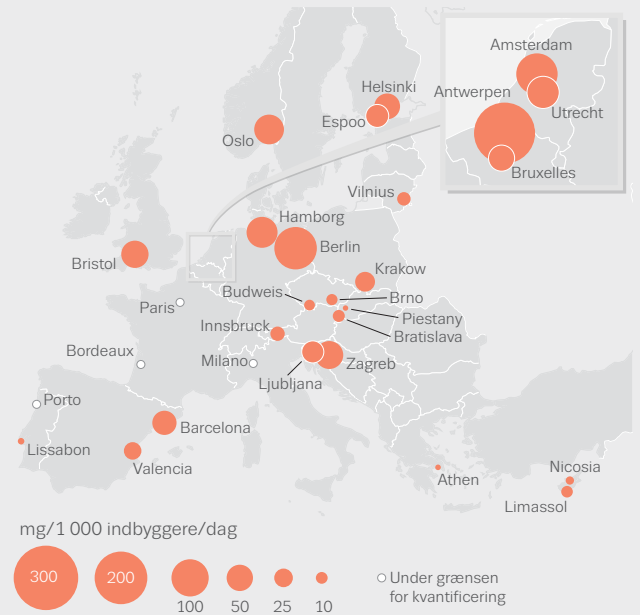 Amsterdam
Helsinki
Antwerpen
Utrecht
Espoo
Oslo
Bruxelles
Vilnius
Hamborg
Berlin
Bristol
Krakow
Budweis
Brno
Paris
Piestany
Innsbruck
Bratislava
Bordeaux
Milano
Zagreb
Ljubljana
Porto
Barcelona
Lissabon
Valencia
Nicosia
Athen
Limassol
mg/1 000 indbyggere/dag
300
200
100
50
25
10
Under grænsen
for kvantificering